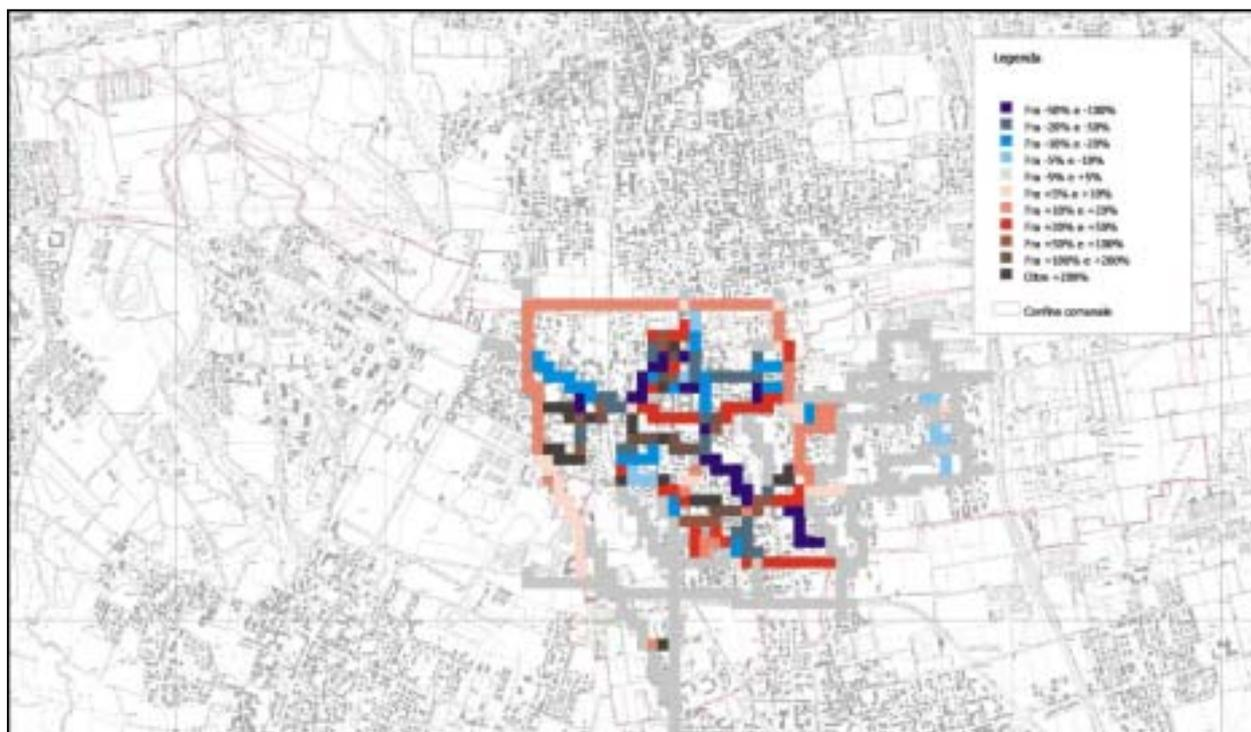 Legenda
Fra -50% e -100%
Fra -20% e -50%
Fra -10% e -20%
Fra -5% e -10%
Fra -5% e +5%
Fra +5% e +10%
Fra +10% e +20%
Fra +20% e +50%
Fra +50% e +100%
Fra +100% e +200%
Oltre +200%
Confine comunale